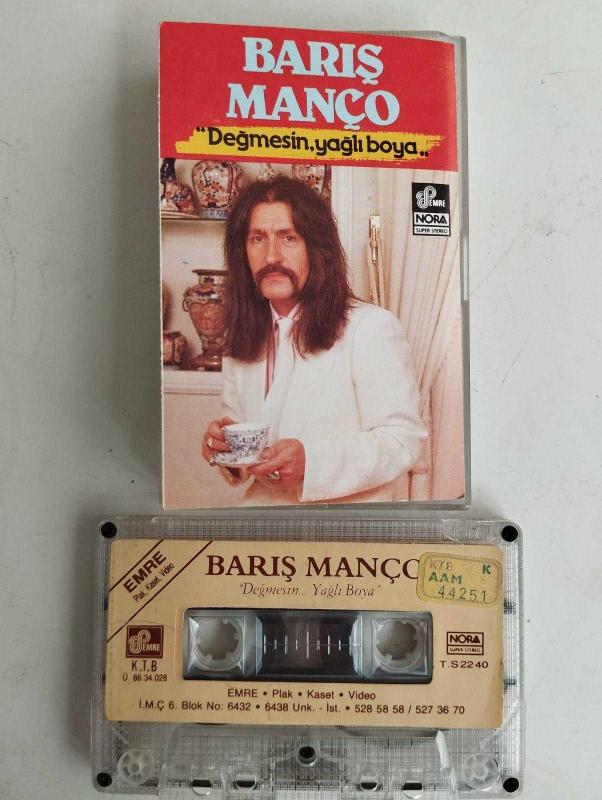 BARIŞ
MANÇO
“Değmesin, yağlı boya„
EMRE
NORA
SUPER STEREO
EMRE
Plak, Kaset, Video
BARIŞ MANÇO
"Değmesin... Yağlı Boya"
KTB K
AAM
44251
EMRE
K.T.B
Ü. 86.34.028
NORA
SUPER STEREO
T.S 2240
EMRE • Plak • Kaset • Video
İ.M.Ç 6. Blok No: 6432 • 6438 Unk. - İst. • 528 58 58 / 527 36 70